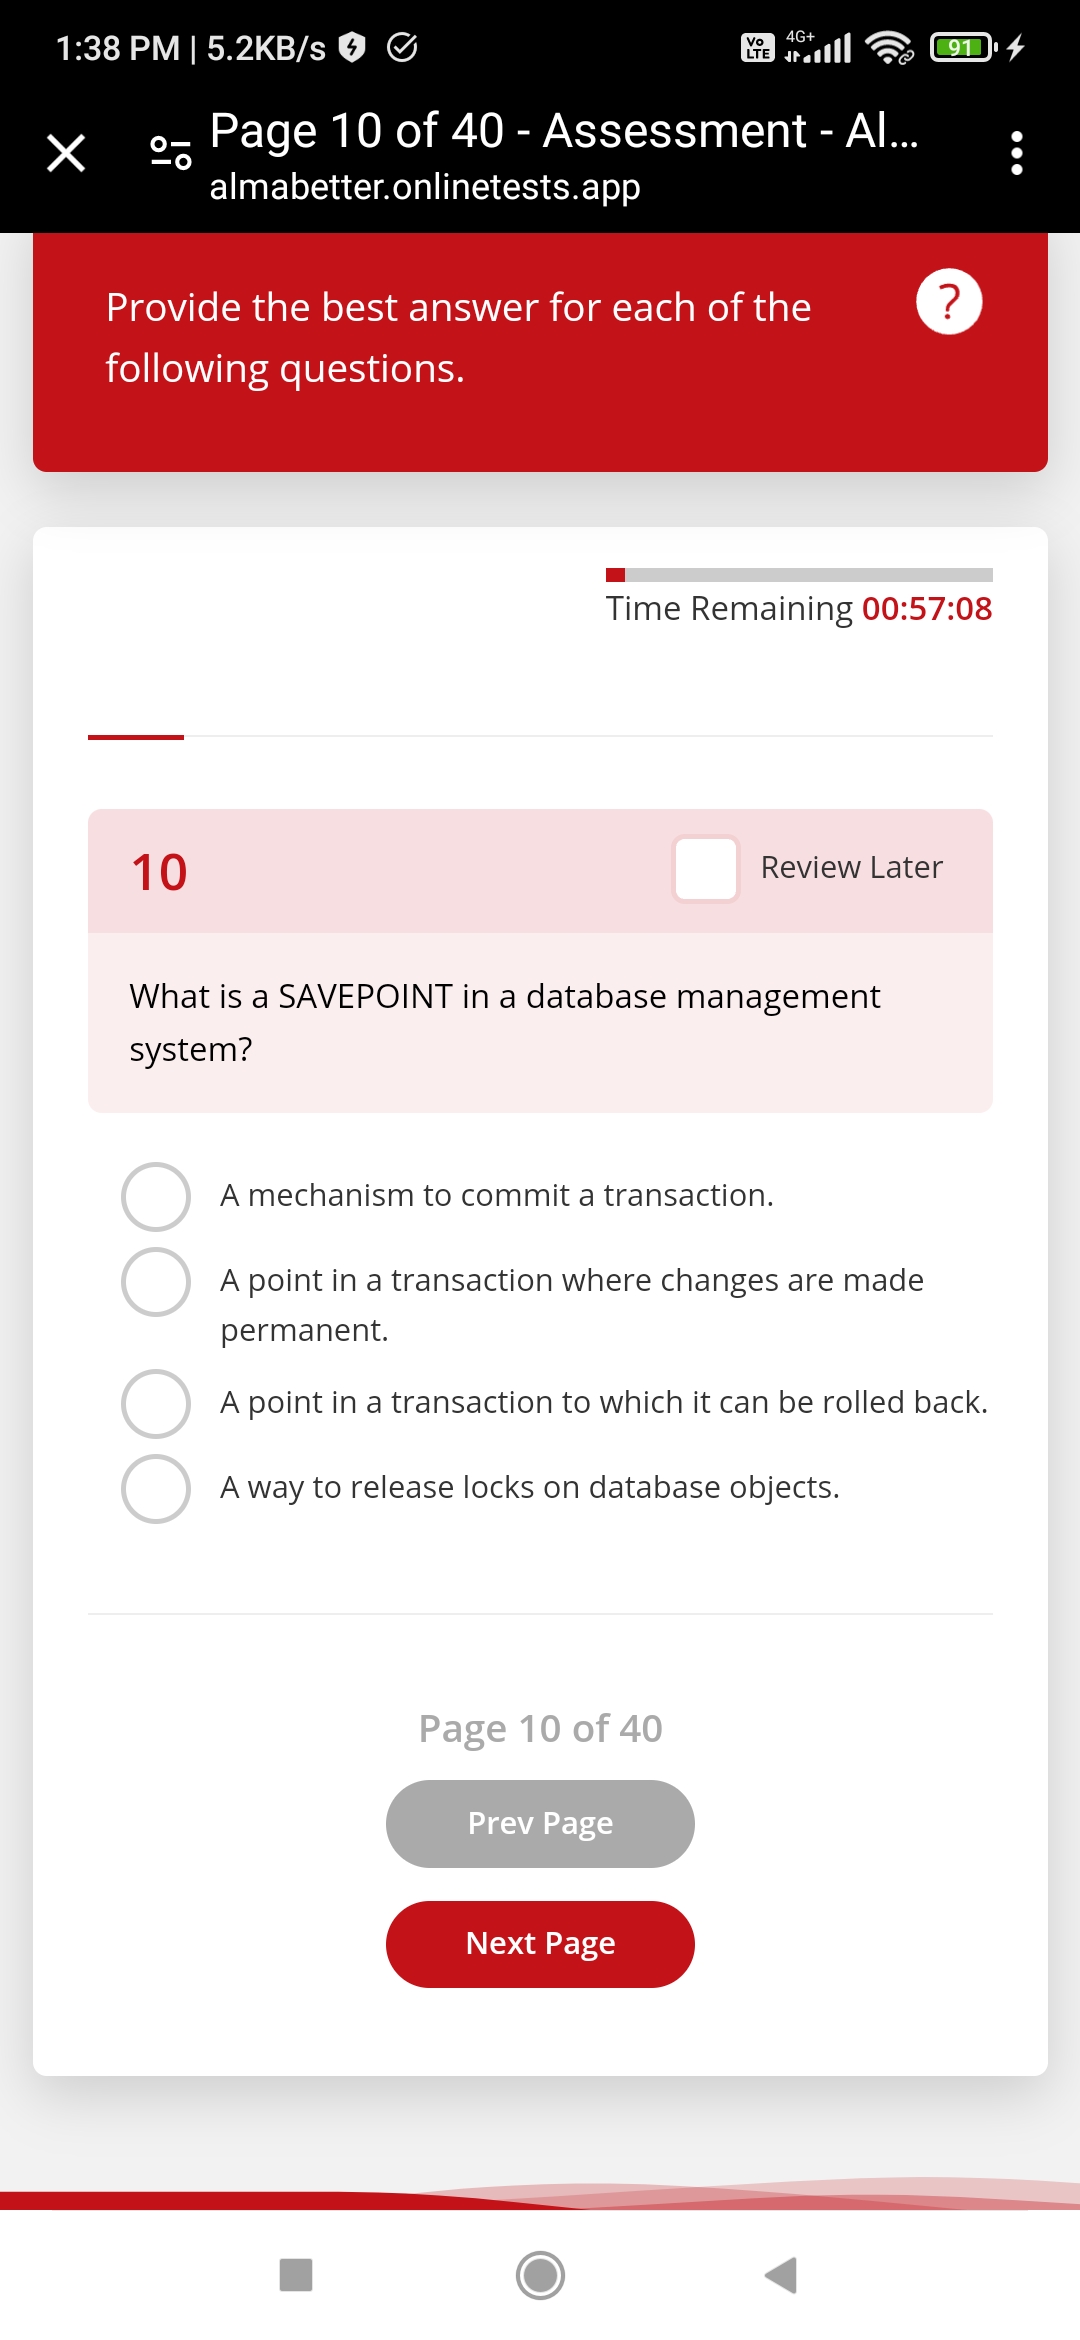 1:38 PM | 5.2KB/s
Vo LTE 4G+ 91
Page 10 of 40 - Assessment - Al...
almabetter.onlinetests.app
Provide the best answer for each of the
following questions.
?
Time Remaining 00:57:08
10
Review Later
What is a SAVEPOINT in a database management
system?
A mechanism to commit a transaction.
A point in a transaction where changes are made
permanent.
A point in a transaction to which it can be rolled back.
A way to release locks on database objects.
Page 10 of 40
Prev Page
Next Page